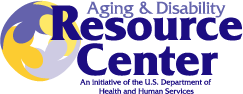 Aging & Disability
Resource
Center
An initiative of the U.S. Department of
Health and Human Services